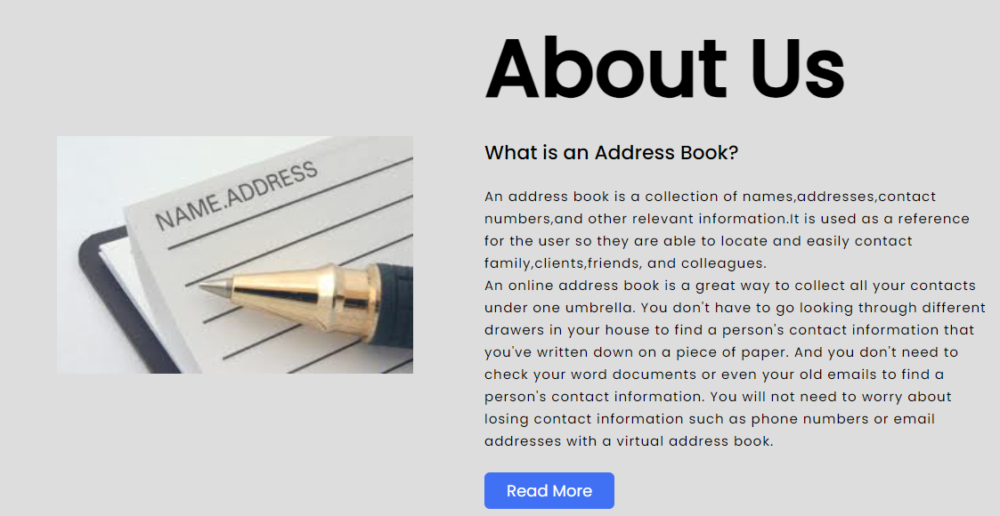 About Us
NAME.ADDRESS
What is an Address Book?
An address book is a collection of names,addresses,contact
numbers,and other relevant information.It is used as a reference
for the user so they are able to locate and easily contact
family,clients,friends, and colleagues.
An online address book is a great way to collect all your contacts
under one umbrella. You don't have to go looking through different
drawers in your house to find a person's contact information that
you've written down on a piece of paper. And you don't need to
check your word documents or even your old emails to find a
person's contact information. You will not need to worry about
losing contact information such as phone numbers or email
addresses with a virtual address book.
Read More